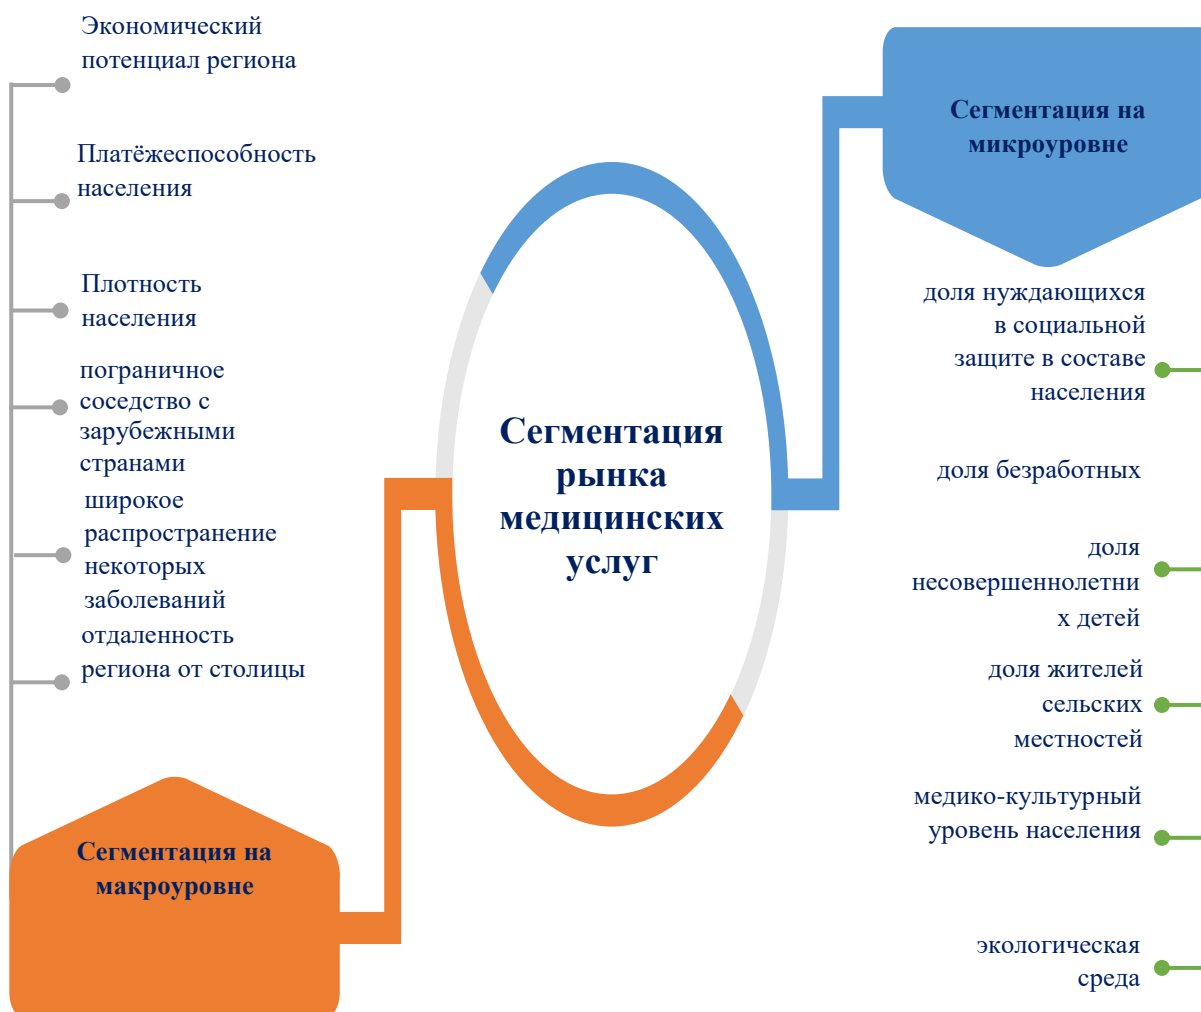 Экономический
потенциал региона
Платёжеспособность
населения
Плотность
населения
пограничное
соседство с
зарубежными
странами
широкое
распространение
некоторых
заболеваний
отдаленность
региона от столицы
Сегментация на
макроуровне
Сегментация
рынка
медицинских
услуг
Сегментация на
микроуровне
доля нуждающихся
в социальной
защите в составе
населения
доля безработных
доля
несовершеннолетни
х детей
доля жителей
сельских
местностей
медико-культурный
уровень населения
экологическая
среда